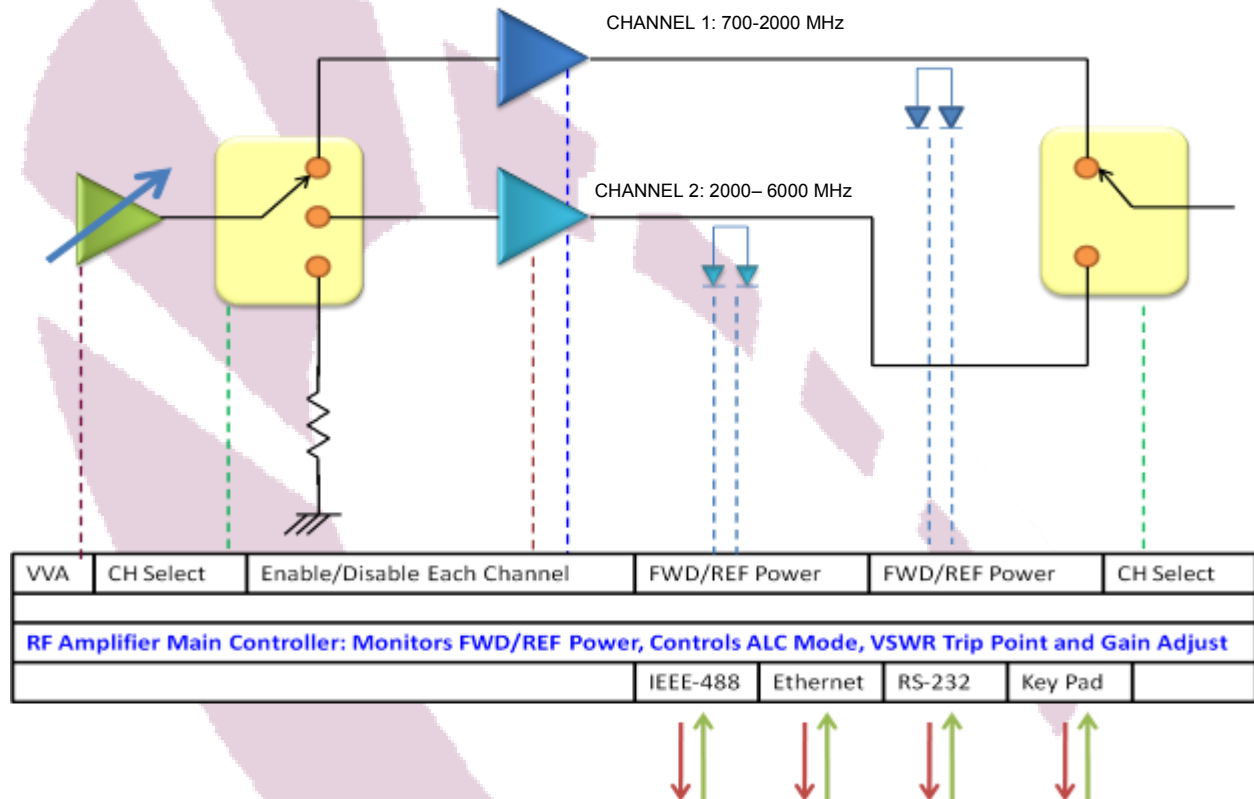 CHANNEL 1: 700-2000 MHz
CHANNEL 2: 2000– 6000 MHz
VVA CH Select Enable/Disable Each Channel FWD/REF Power FWD/REF Power CH Select
RF Amplifier Main Controller: Monitors FWD/REF Power, Controls ALC Mode, VSWR Trip Point and Gain Adjust
IEEE-488 Ethernet RS-232 Key Pad